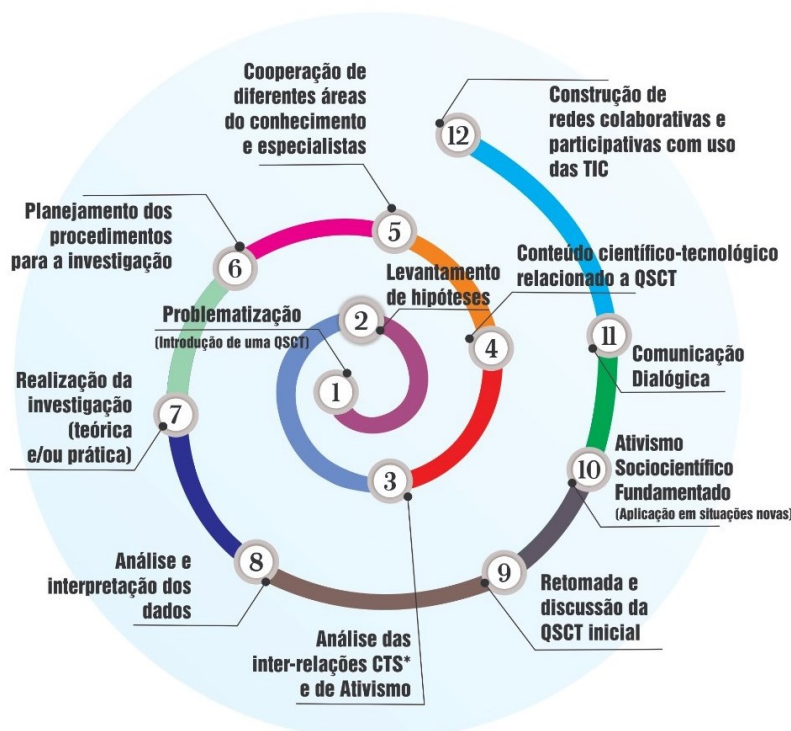 1
Problematização
(Introdução de uma QSCT)
2
Levantamento
de hipóteses
3
Análise das
inter-relações CTS*
e de Ativismo
4
Conteúdo científico-tecnológico
relacionado a QSCT
5
Cooperação de
diferentes áreas
do conhecimento
e especialistas
6
Planejamento dos
procedimentos
para a investigação
7
Realização da
investigação
(teórica
e/ou prática)
8
Análise e
interpretação dos
dados
9
Retomada e
discussão da
QSCT inicial
10
Ativismo
Sociocientífico
Fundamentado
(Aplicação em situações novas)
11
Comunicação
Dialógica
12
Construção de
redes colaborativas e
participativas com uso
das TIC